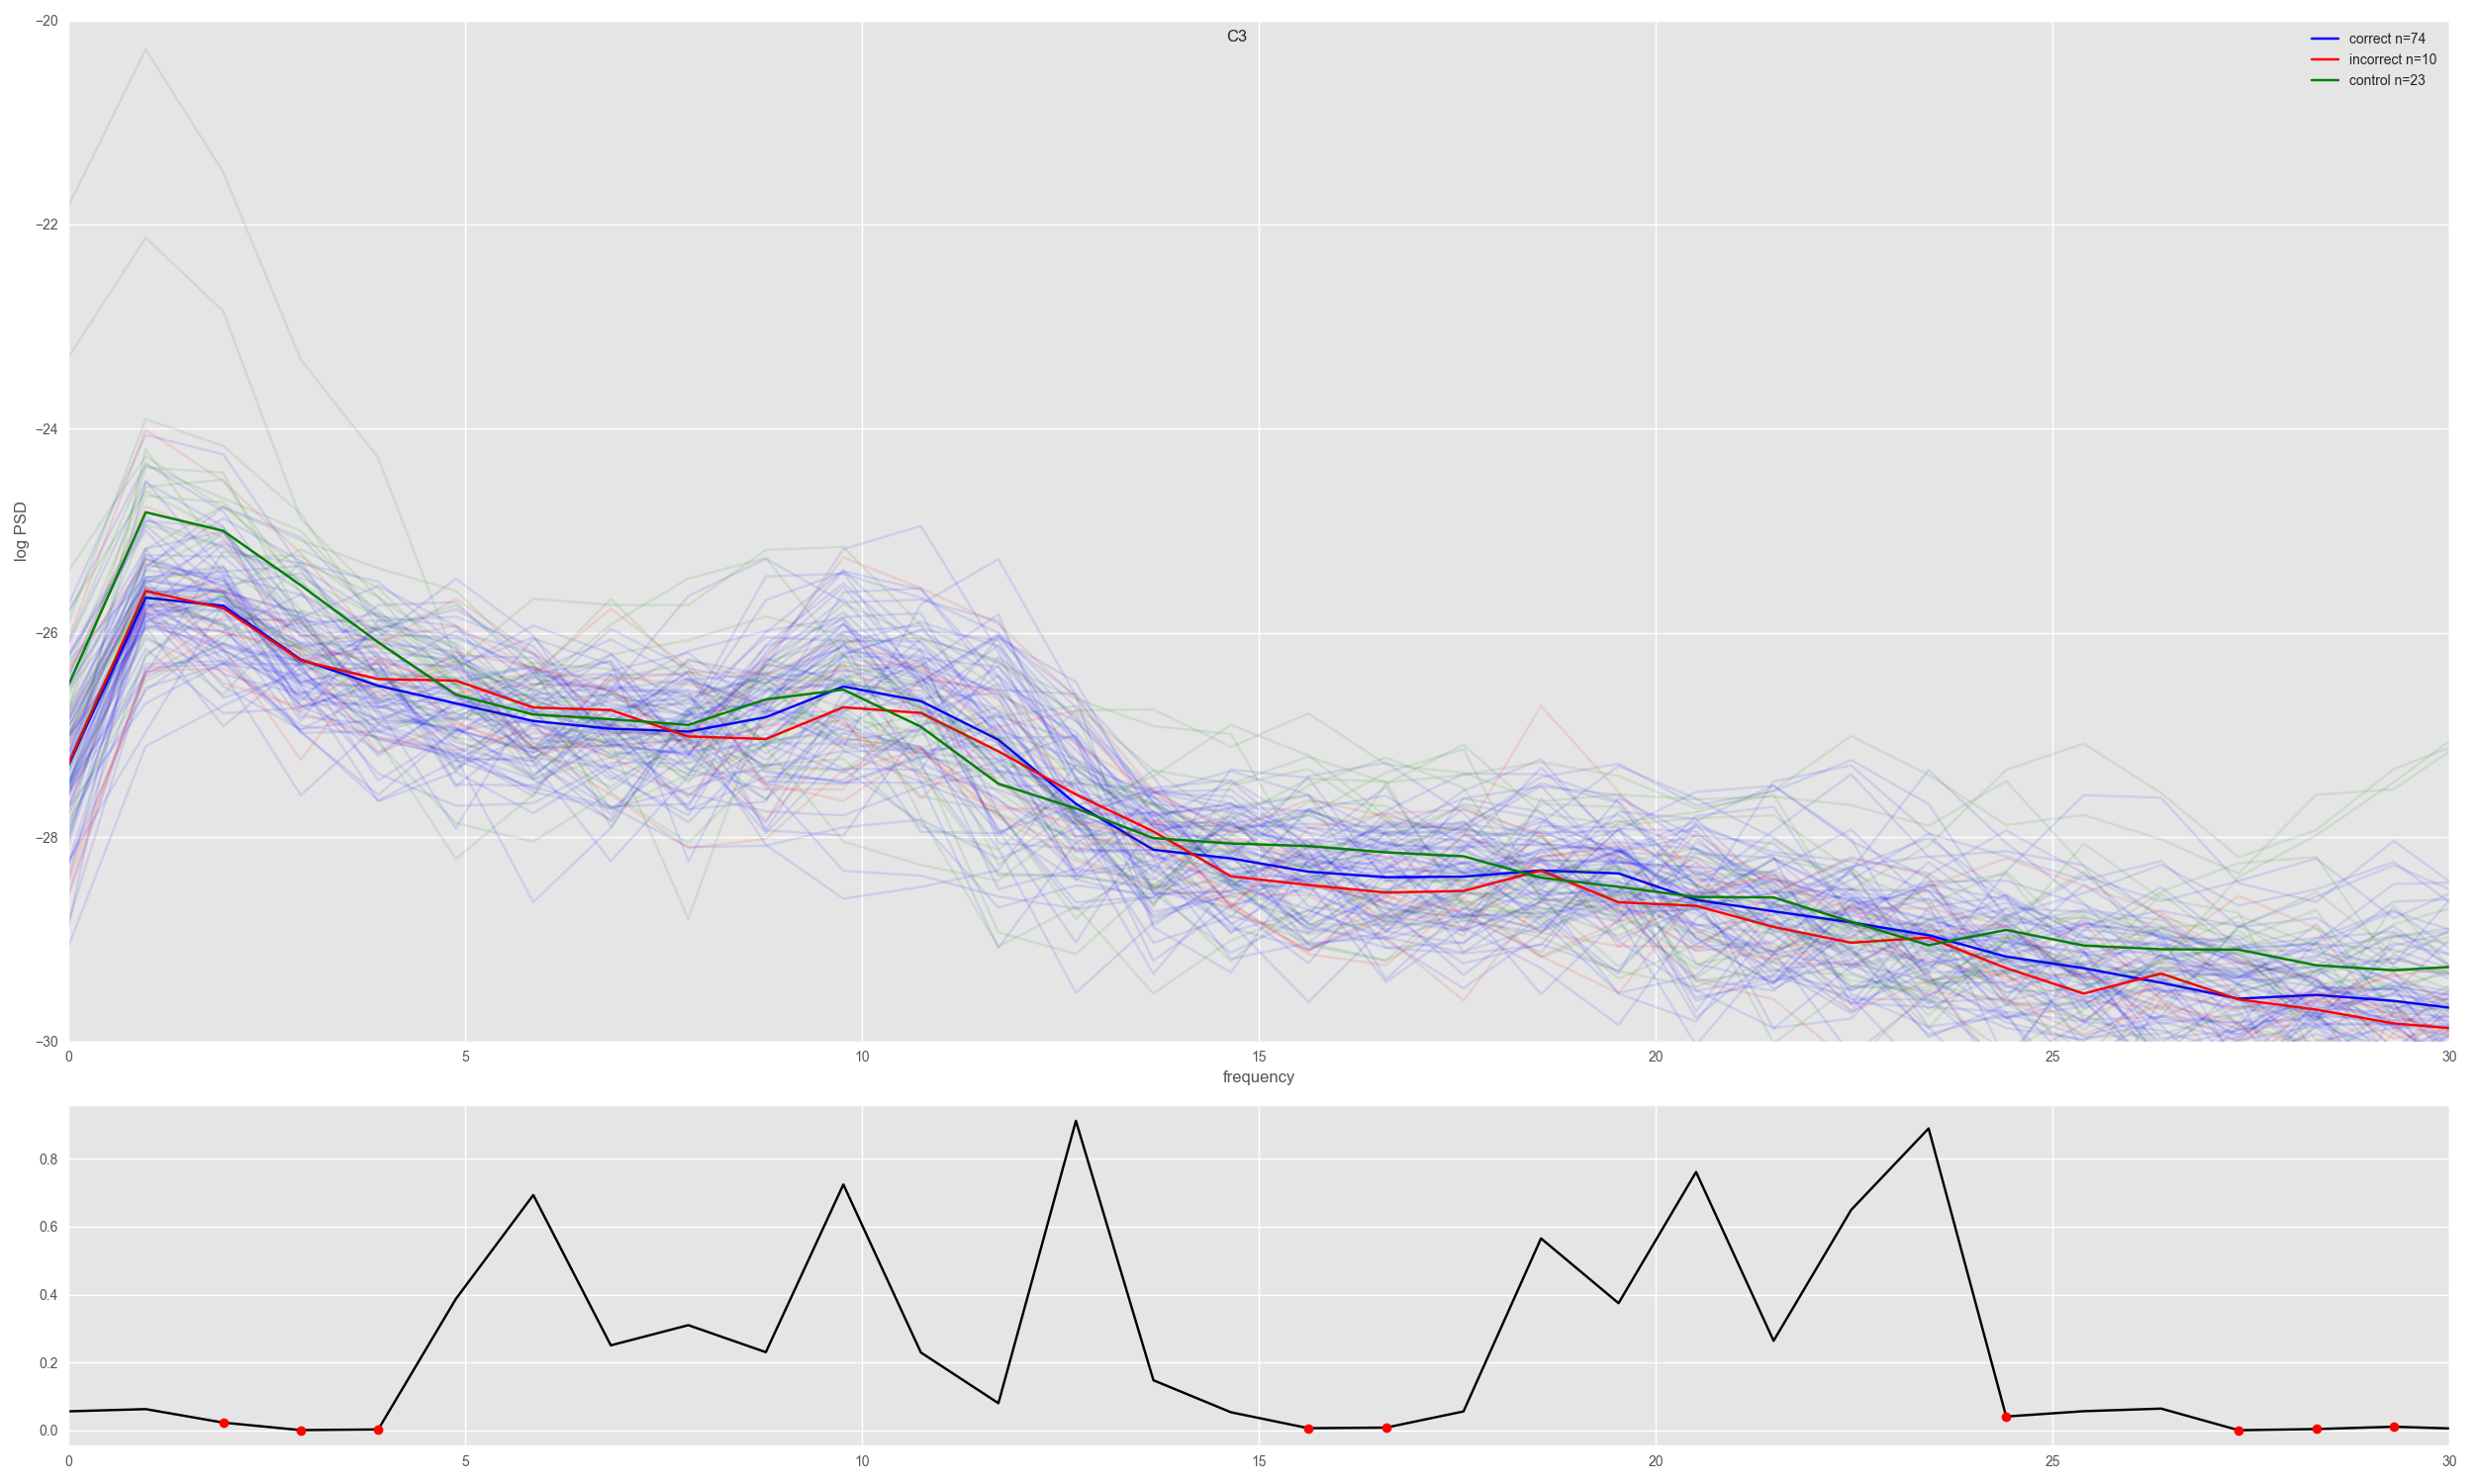 C3
correct n=74
incorrect n=10
control n=23
−20
−22
−24
−26
−28
−30
log PSD
0 5 10 15 20 25 30
frequency
0.8
0.6
0.4
0.2
0.0
0 5 10 15 20 25 30